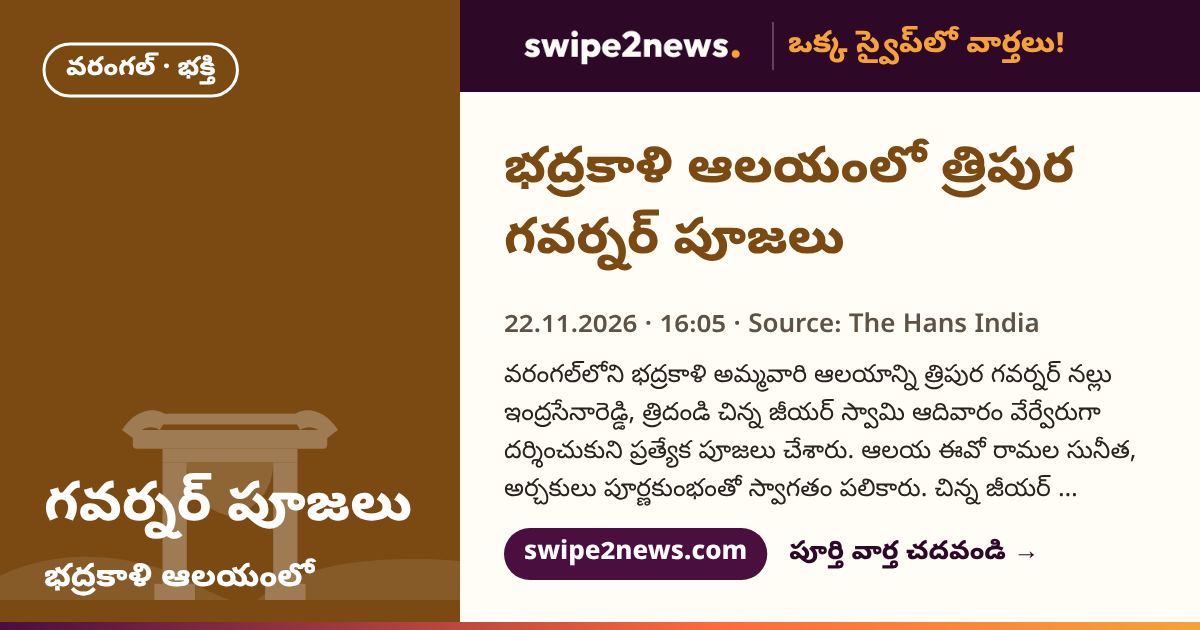 వరంగల్ · భక్తి
గవర్నర్ పూజలు
భద్రకాళి ఆలయంలో
swipe2news.
ఒక్క స్వైప్‌లో వార్తలు!
భద్రకాళి ఆలయంలో త్రిపుర
గవర్నర్ పూజలు
22.11.2026 · 16:05 · Source: The Hans India
వరంగల్‌లోని భద్రకాళి అమ్మవారి ఆలయాన్ని త్రిపుర గవర్నర్ నల్లు
ఇంద్రసేనారెడ్డి, త్రిదండి చిన్న జీయర్ స్వామి ఆదివారం వేర్వేరుగా
దర్శించుకుని ప్రత్యేక పూజలు చేశారు. ఆలయ ఈవో రామల సునీత,
అర్చకులు పూర్ణకుంభంతో స్వాగతం పలికారు. చిన్న జీయర్ ...
swipe2news.com
పూర్తి వార్త చదవండి →